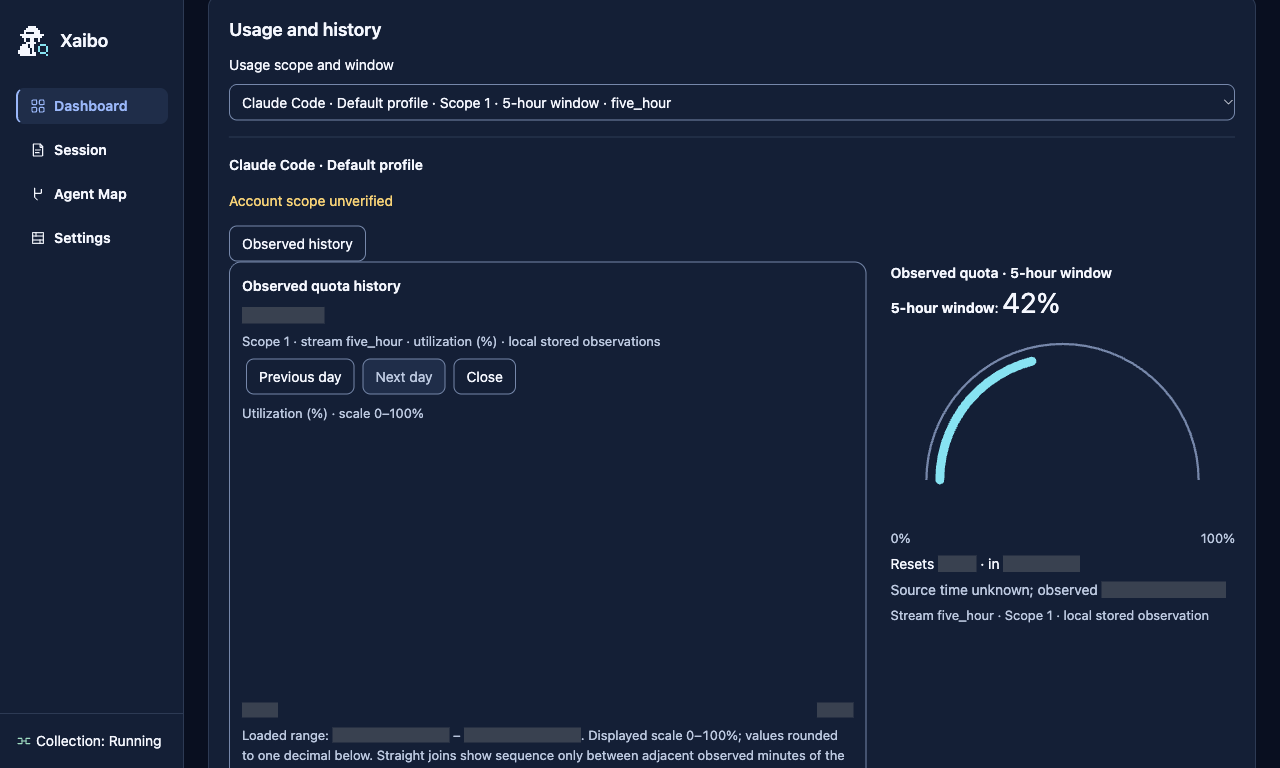 Xaibo
Dashboard
Session
Agent Map
Settings
Collection: Running
Usage and history
Usage scope and window
Claude Code · Default profile · Scope 1 · 5-hour window · five_hour
Claude Code · Default profile
Account scope unverified
Observed history
Observed quota history
Scope 1 · stream five_hour · utilization (%) · local stored observations
Previous day
Next day
Close
Utilization (%) · scale 0–100%
Loaded range: – . Displayed scale 0–100%; values rounded
to one decimal below. Straight joins show sequence only between adjacent observed minutes of the
Observed quota · 5-hour window
5-hour window: 42%
0%
100%
Resets · in
Source time unknown; observed
Stream five_hour · Scope 1 · local stored observation